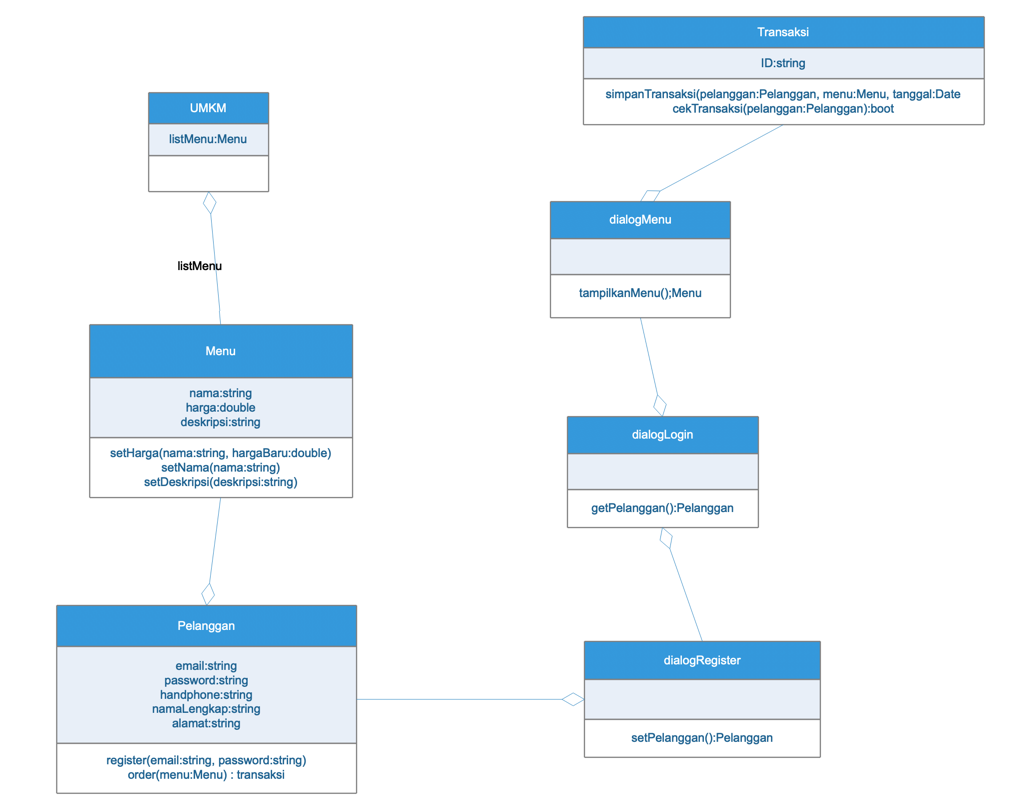 Transaksi
ID:string
simpanTransaksi(pelanggan:Pelanggan, menu:Menu, tanggal:Date
cekTransaksi(pelanggan:Pelanggan):boot
UMKM
listMenu:Menu
listMenu
dialogMenu
tampilkanMenu();Menu
Menu
nama:string
harga:double
deskripsi:string
setHarga(nama:string, hargaBaru:double)
setNama(nama:string)
setDeskripsi(deskripsi:string)
dialogLogin
getPelanggan():Pelanggan
Pelanggan
email:string
password:string
handphone:string
namaLengkap:string
alamat:string
register(email:string, password:string)
order(menu:Menu) : transaksi
dialogRegister
setPelanggan():Pelanggan